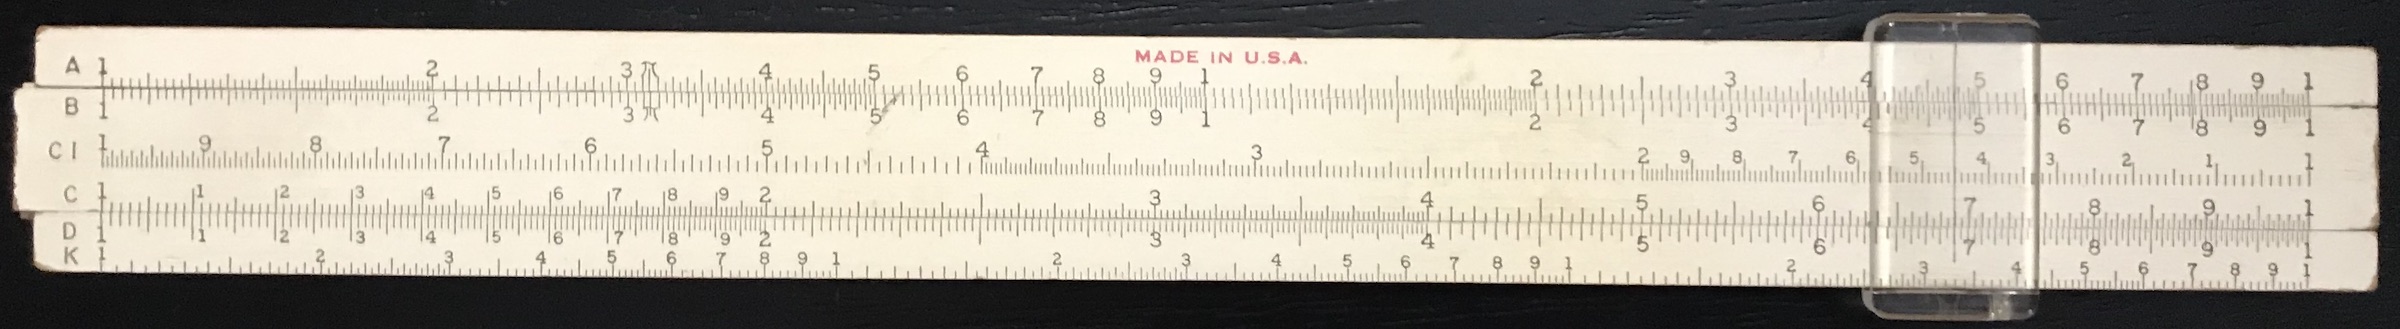 MADE IN U.S.A.
A 1 2 3 π 4 5 6 7 8 9 1 2 3 4 5 6 7 8 9 1
B 1 2 3 π 4 5 6 7 8 9 1 2 3 4 5 6 7 8 9 1
CI 1 9 8 7 6 5 4 3 2 9 8 7 6 5 4 3 2 1 1
C 1 1 2 3 4 5 6 7 8 9 2 3 4 5 6 7 8 9 1
D 1 1 2 3 4 5 6 7 8 9 2 3 4 5 6 7 8 9 1
K 1 2 3 4 5 6 7 8 9 1 2 3 4 5 6 7 8 9 1 2 3 4 5 6 7 8 9 1